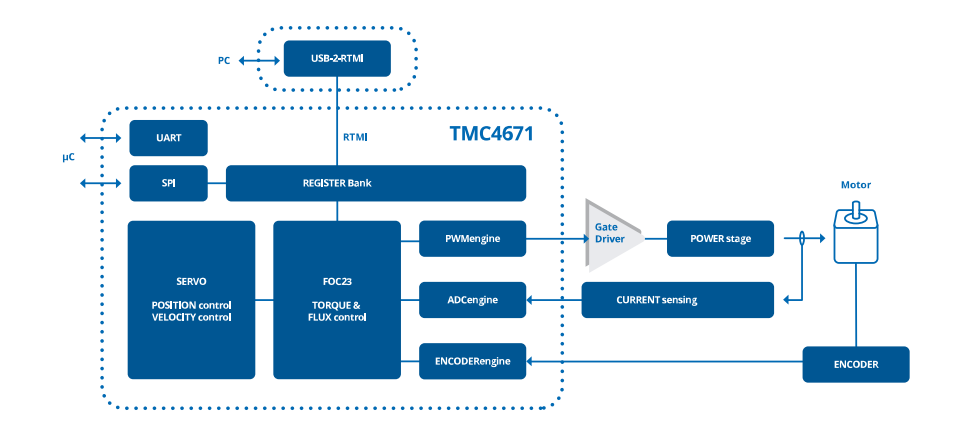 PC
USB-2-RTMI
TMC4671
UART
RTMI
μC
SPI
REGISTER Bank
Motor
PWMengine
Gate
Driver
POWER stage
SERVO
POSITION control
VELOCITY control
FOC23
TORQUE &
FLUX control
ADCengine
CURRENT sensing
ENCODERengine
ENCODER